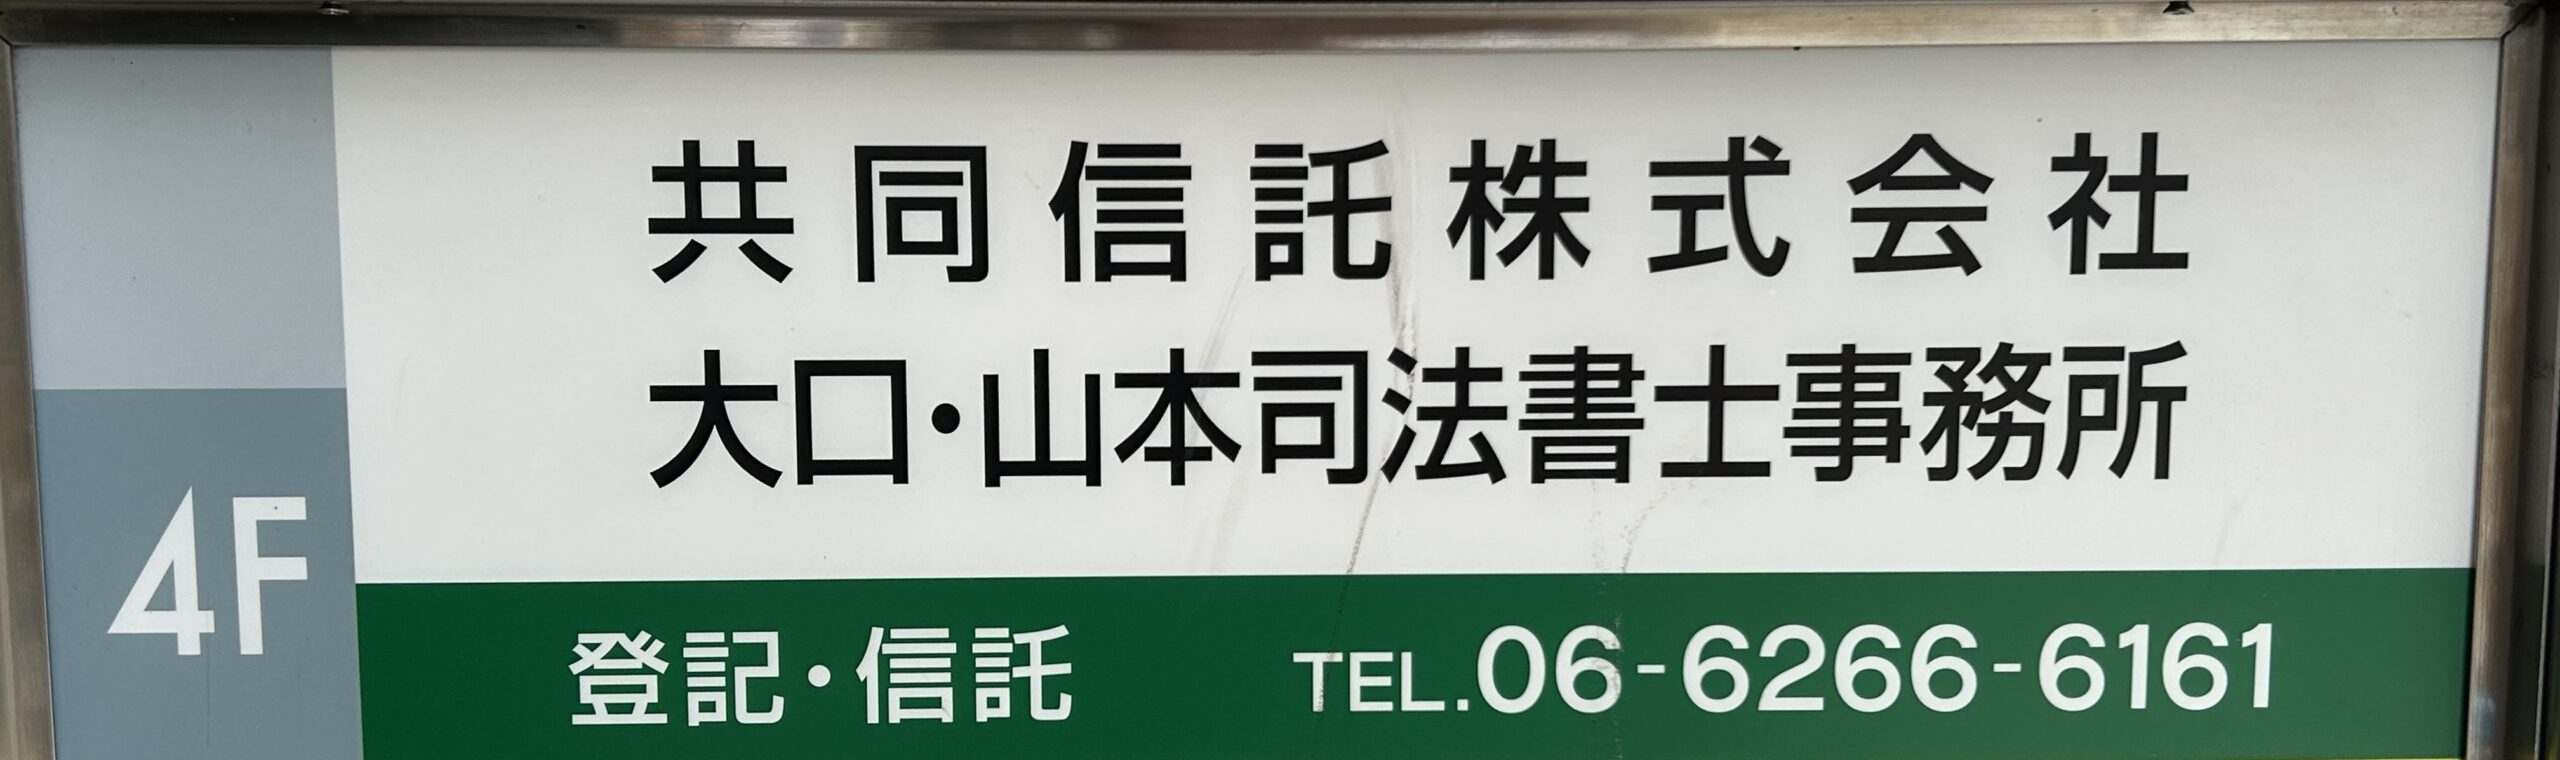 共同信託株式会社
大口・山本司法書士事務所
4F
登記・信託 TEL.06-6266-6161